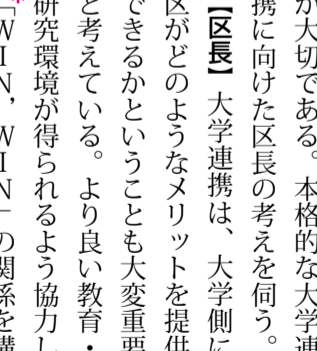 が大切である。本格的な大学連
携に向けた区長の考えを伺う。
【区長】 大学連携は、大学側に
区がどのようなメリットを提供
できるかということも大変重要
と考えている。より良い教育・
研究環境が得られるよう協力し
「WIN，WIN」の関係を構